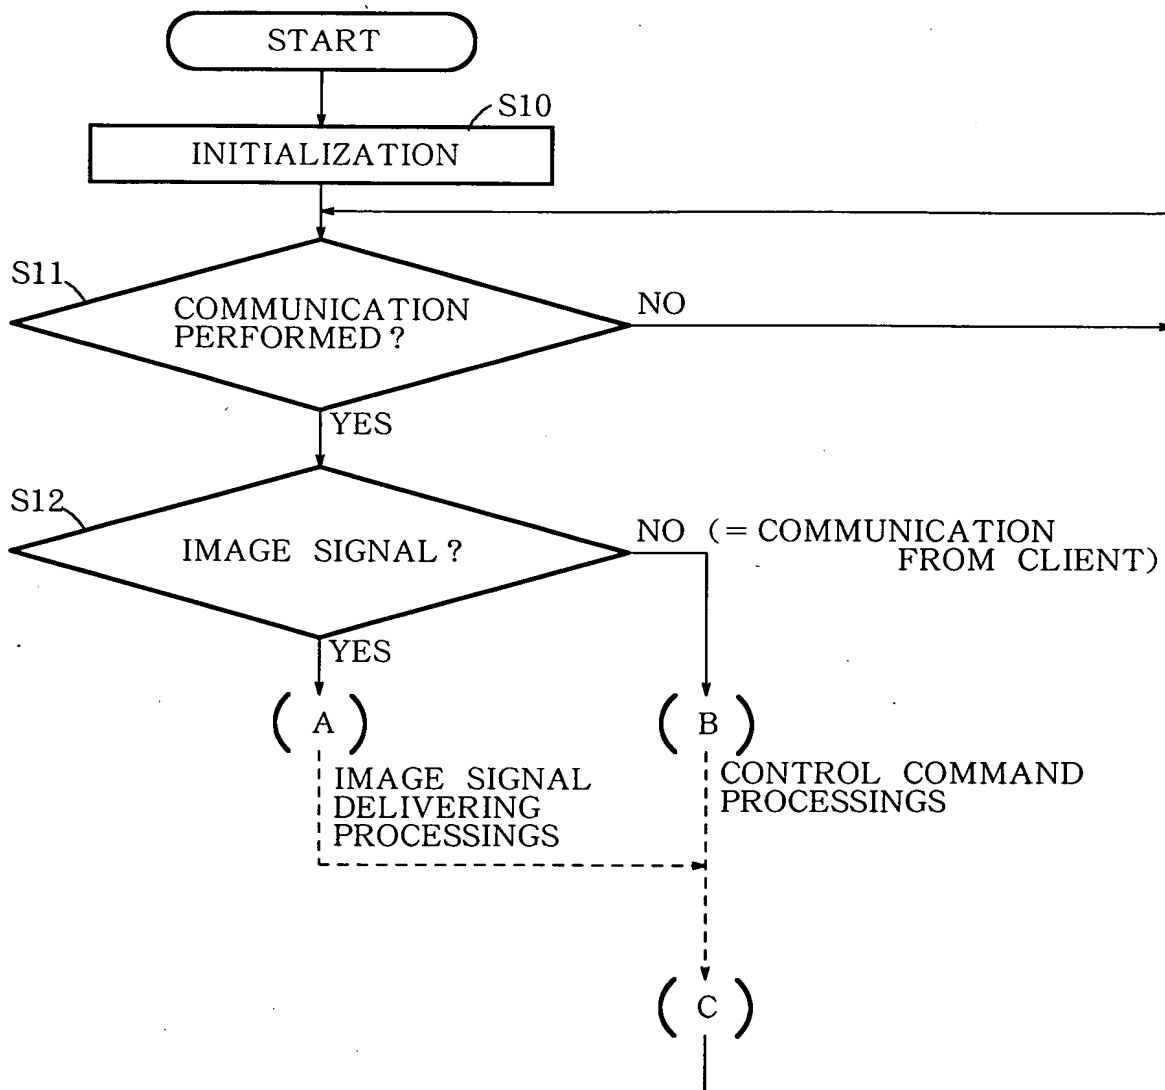 START
S10
INITIALIZATION
S11
COMMUNICATION
PERFORMED?
NO
YES
S12
IMAGE SIGNAL?
NO (=COMMUNICATION
FROM CLIENT)
YES
(A)
(B)
IMAGE SIGNAL
DELIVERING
PROCESSINGS
CONTROL COMMAND
PROCESSINGS
(C)